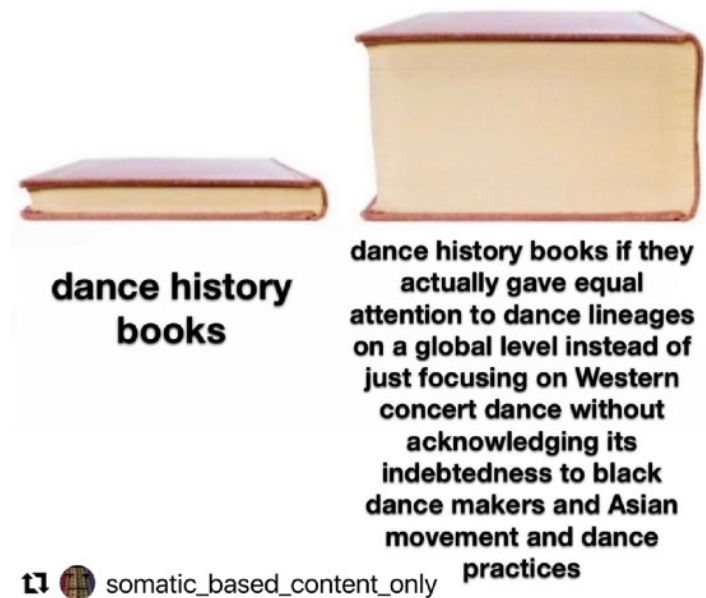 dance history
books
dance history books if they
actually gave equal
attention to dance lineages
on a global level instead of
just focusing on Western
concert dance without
acknowledging its
indebtedness to black
dance makers and Asian
movement and dance
practices
somatic_based_content_only